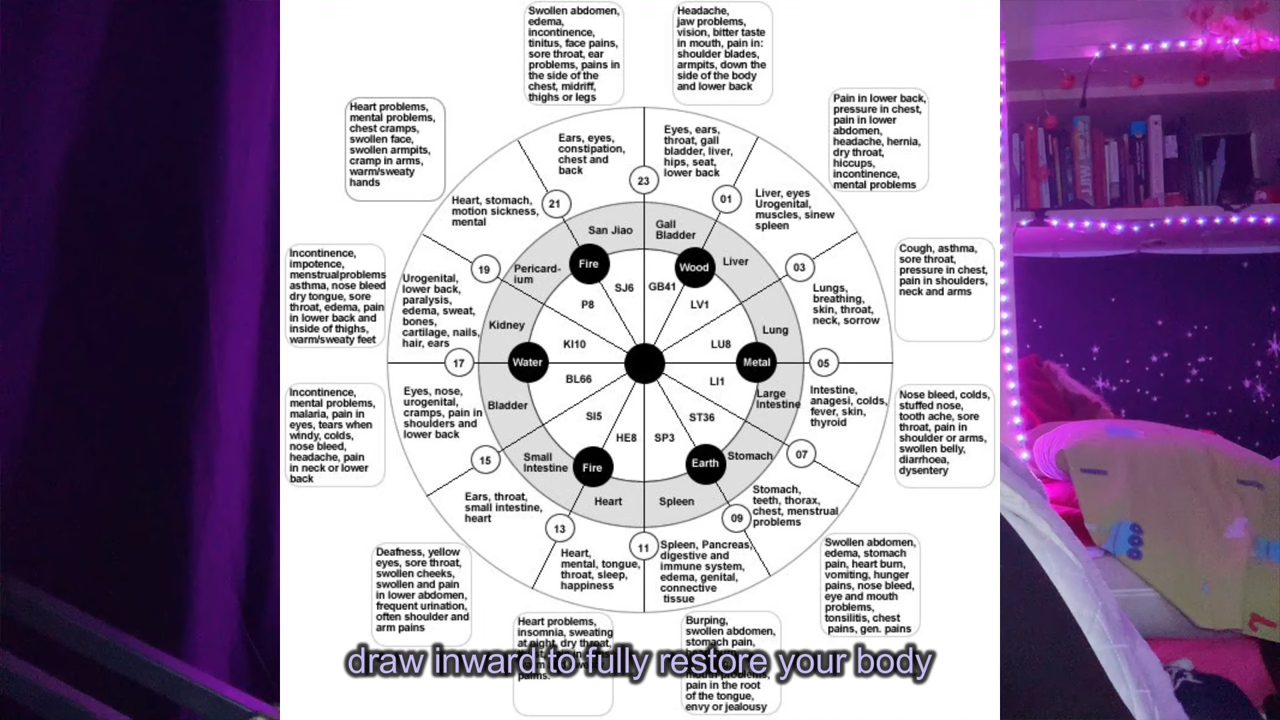 Swollen abdomen,
edema,
incontinence,
tinitus, face pains,
sore throat, ear
problems, pains in
the side of the
chest, midriff,
thighs or legs
Headache,
jaw problems,
vision, bitter taste
in mouth, pain in:
shoulder blades,
armpits, down the
side of the body
and lower back
Heart problems,
mental problems,
chest cramps,
swollen face,
swollen armpits,
cramp in arms,
warm/sweaty
hands
Pain in lower back,
pressure in chest,
pain in lower
abdomen,
headache, hernia,
dry throat,
hiccups,
incontinence,
mental problems
Ears, eyes,
constipation,
chest and
back
Eyes, ears,
throat, gall
bladder, liver,
hips, seat,
lower back
23
21
01
Heart, stomach,
motion sickness,
mental
Liver, eyes
Urogenital,
muscles, sinew
spleen
San Jiao
Gall
Bladder
Incontinence,
impotence,
menstrualproblems
asthma, nose bleed
dry tongue, sore
throat, edema, pain
in lower back and
inside of thighs,
warm/sweaty feet
Cough, asthma,
sore throat,
pressure in chest,
pain in shoulders,
neck and arms
19
Pericard-
ium
Fire
Wood
Liver
03
Urogenital,
lower back,
paralysis,
edema, sweat,
bones,
cartilage, nails,
hair, ears
P8
SJ6
GB41
LV1
Lungs,
breathing,
skin, throat,
neck, sorrow
Kidney
KI10
LU8
Lung
17
Water
Metal
05
BL66
LI1
Incontinence,
mental problems,
malaria, pain in
eyes, tears when
windy, colds,
nose bleed,
headache, pain
in neck or lower
back
Eyes, nose,
urogenital,
cramps, pain in
shoulders and
lower back
Bladder
SI5
HE8
SP3
ST36
Large
Intestine
Intestine,
anagesi, colds,
fever, skin,
thyroid
Nose bleed, colds,
stuffed nose,
tooth ache, sore
throat, pain in
shoulder or arms,
swollen belly,
diarrhoea,
dysentery
15
Small
Intestine
Fire
Earth
Stomach
07
Heart
Spleen
Ears, throat,
small intestine,
heart
Stomach,
teeth, thorax,
chest, menstrual
problems
13
11
09
Heart,
mental, tongue,
throat, sleep,
happiness
Spleen, Pancreas,
digestive and
immune system,
edema, genital,
connective
tissue
Deafness, yellow
eyes, sore throat,
swollen cheeks,
swollen and pain
in lower abdomen,
frequent urination,
often shoulder and
arm pains
Swollen abdomen,
edema, stomach
pain, heart burn,
vomiting, hunger
pains, nose bleed,
eye and mouth
problems,
tonsilitis, chest
pains, gen. pains
Heart problems,
insomnia, sweating
at night, dry throat,
palms.
Burping,
swollen abdomen,
stomach pain,
pain in the root
of the tongue,
envy or jealousy
draw inward to fully restore your body